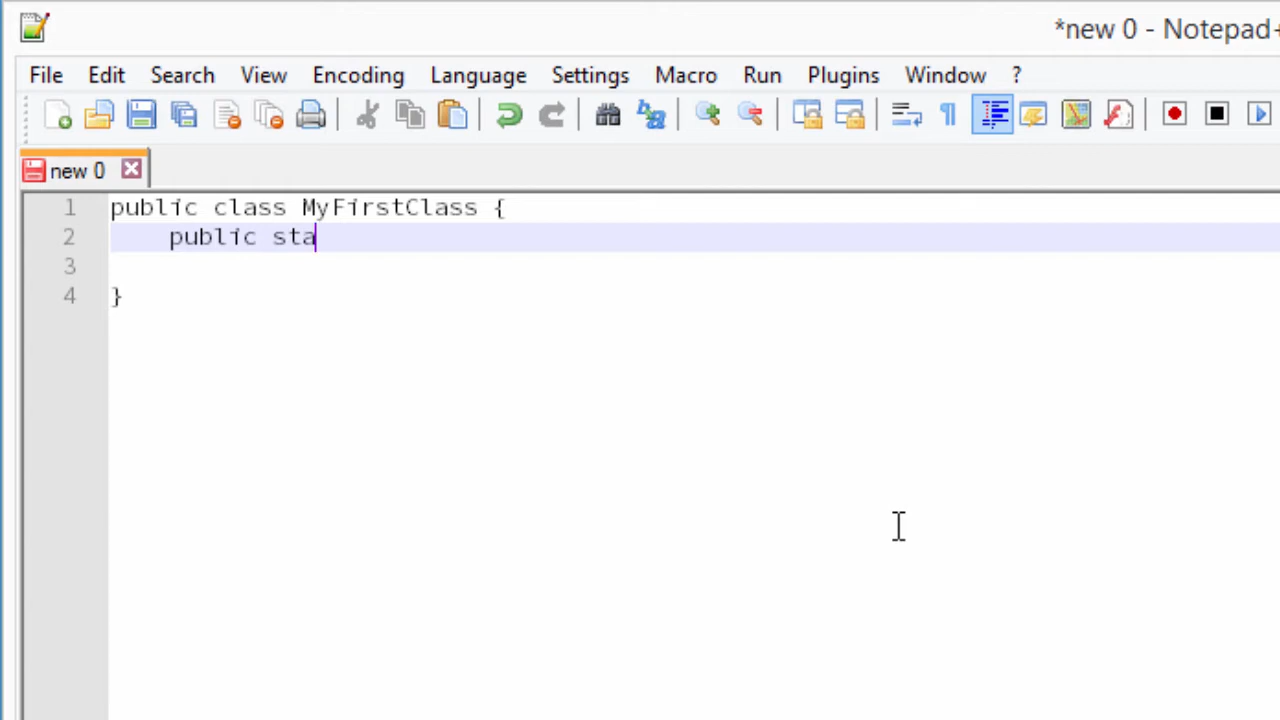 *new 0 - Notepad+
File Edit Search View Encoding Language Settings Macro Run Plugins Window ?
new 0
1 public class MyFirstClass {
2 public sta
3
4 }